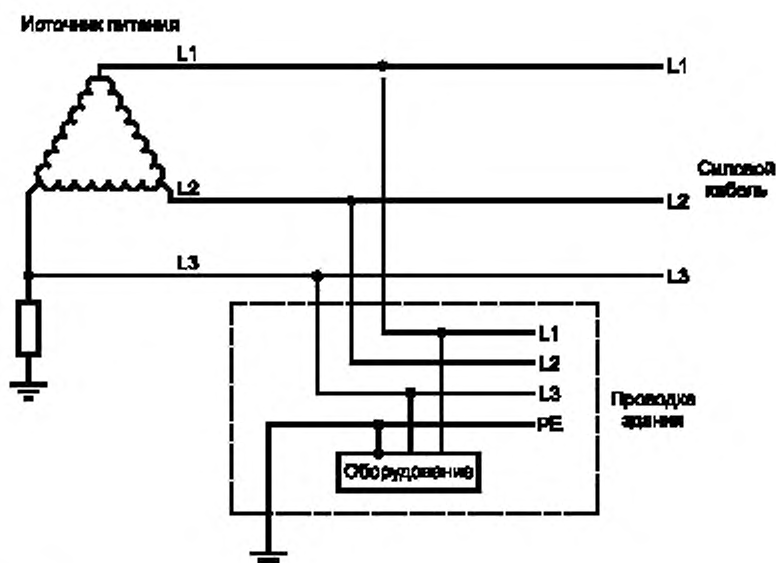 Источник питания
L1
L1
L2
L2
Силовой
кабель
L3
L3
L1
L2
L3
PE
Проводка
здания
Оборудование